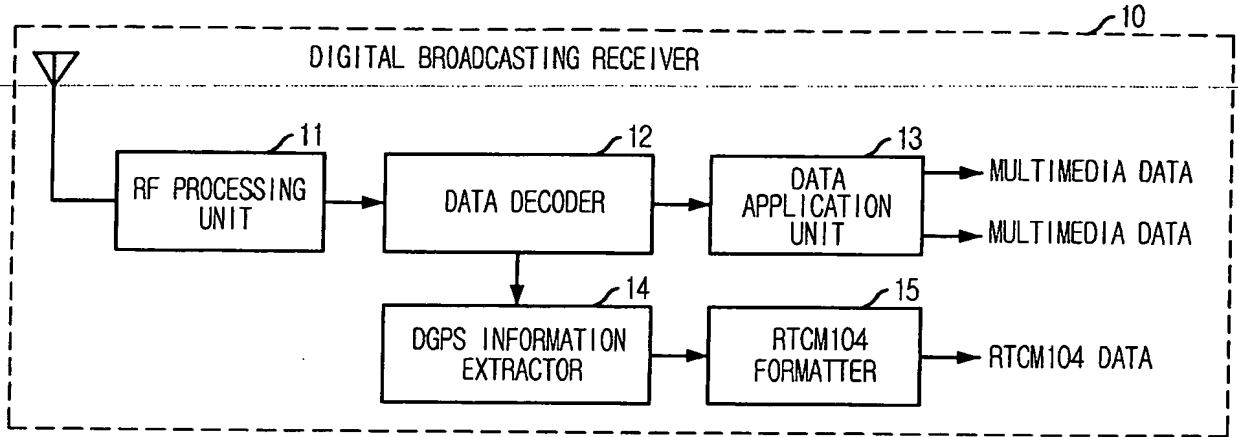 10
DIGITAL BROADCASTING RECEIVER
11
RF PROCESSING
UNIT
12
DATA DECODER
13
DATA
APPLICATION
UNIT
MULTIMEDIA DATA
MULTIMEDIA DATA
14
DGPS INFORMATION
EXTRACTOR
15
RTCM104
FORMATTER
RTCM104 DATA